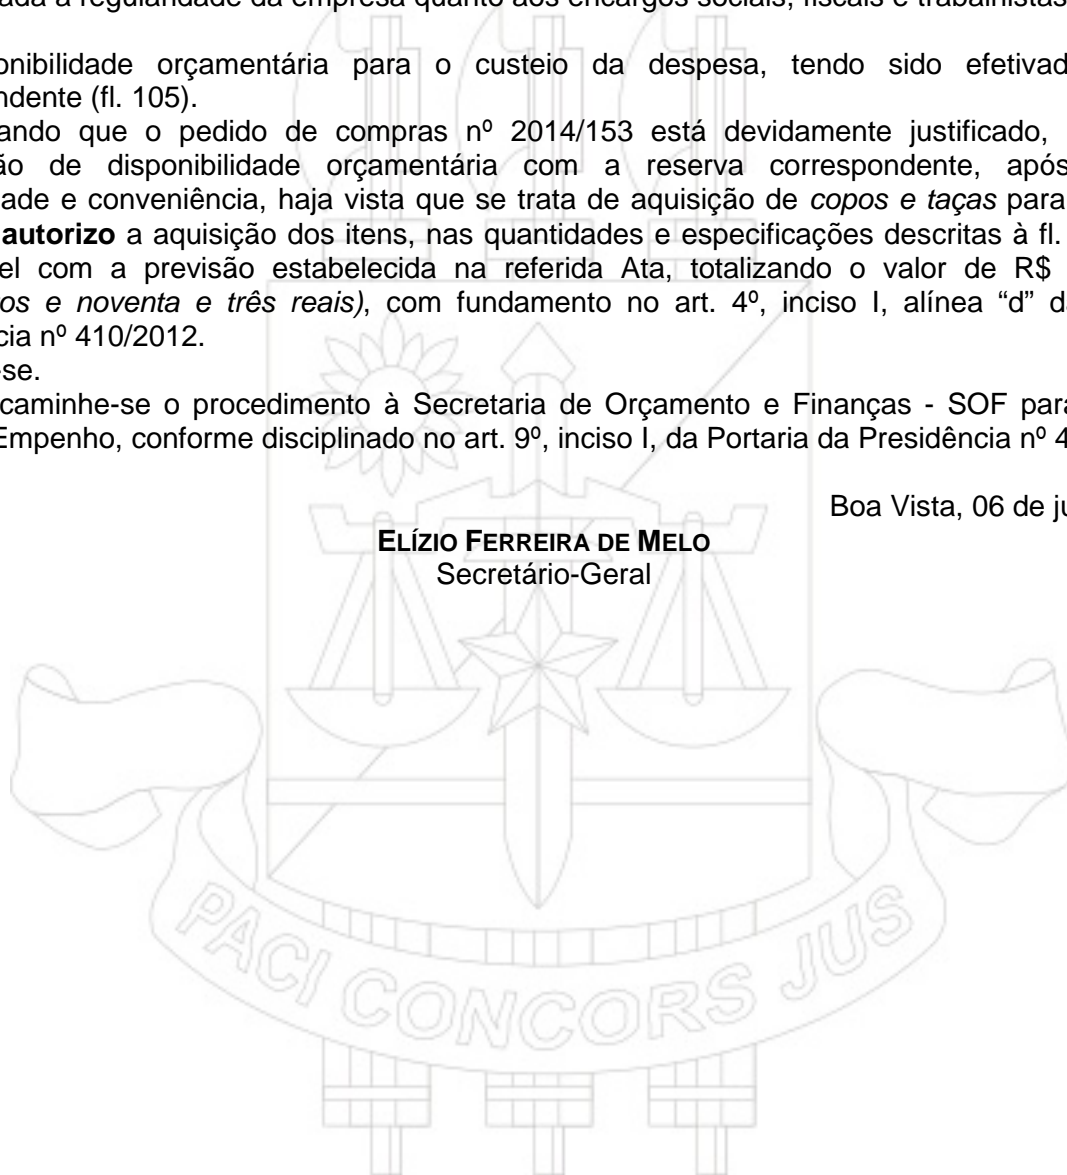 ada a regularidade da empresa quanto aos encargos sociais, fiscais e trabalhistas
onibilidade orçamentária para o custeio da despesa, tendo sido efetivad
ndente (fl. 105).
ando que o pedido de compras nº 2014/153 está devidamente justificado,
ão de disponibilidade orçamentária com a reserva correspondente, após
ade e conveniência, haja vista que se trata de aquisição de copos e taças para
autorizo a aquisição dos itens, nas quantidades e especificações descritas à fl.
el com a previsão estabelecida na referida Ata, totalizando o valor de R$
os e noventa e três reais), com fundamento no art. 4º, inciso I, alínea “d” da
cia nº 410/2012.
-se.
caminhe-se o procedimento à Secretaria de Orçamento e Finanças - SOF para
Empenho, conforme disciplinado no art. 9º, inciso I, da Portaria da Presidência nº 4
Boa Vista, 06 de ju
ELÍZIO FERREIRA DE MELO
Secretário-Geral
PACI CONCORS JUS